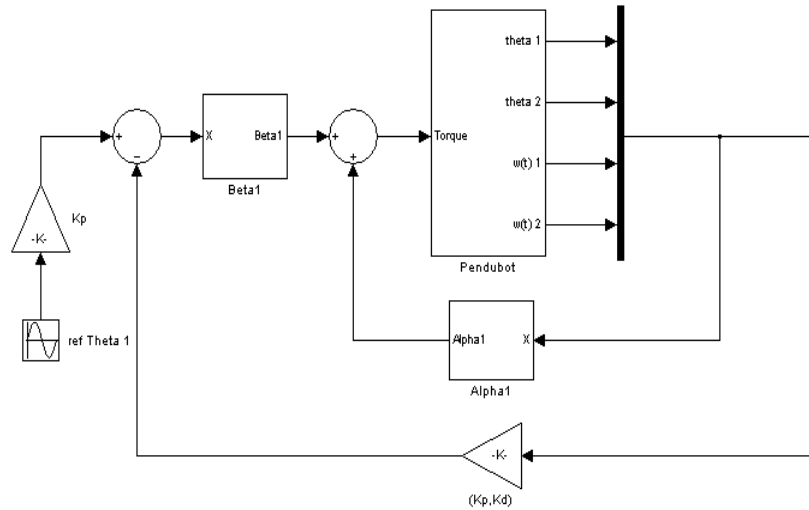 theta 1
theta 2
Torque
w(t) 1
w(t) 2
Pendubot
+
−
X
Beta1
Beta1
+
+
Kp
-K-
ref Theta 1
Alpha1
X
Alpha1
-K-
(Kp,Kd)